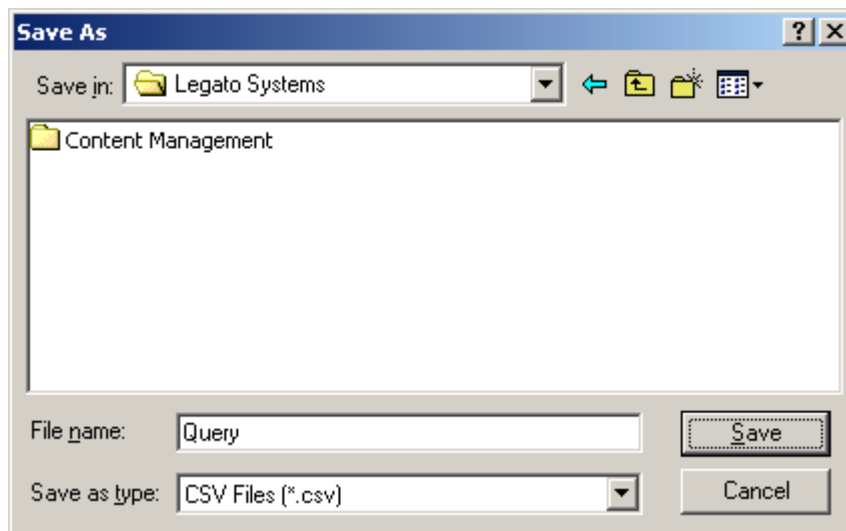 Save As
Save in: Legato Systems
Content Management
File name: Query Save
Save as type: CSV Files (*.csv) Cancel